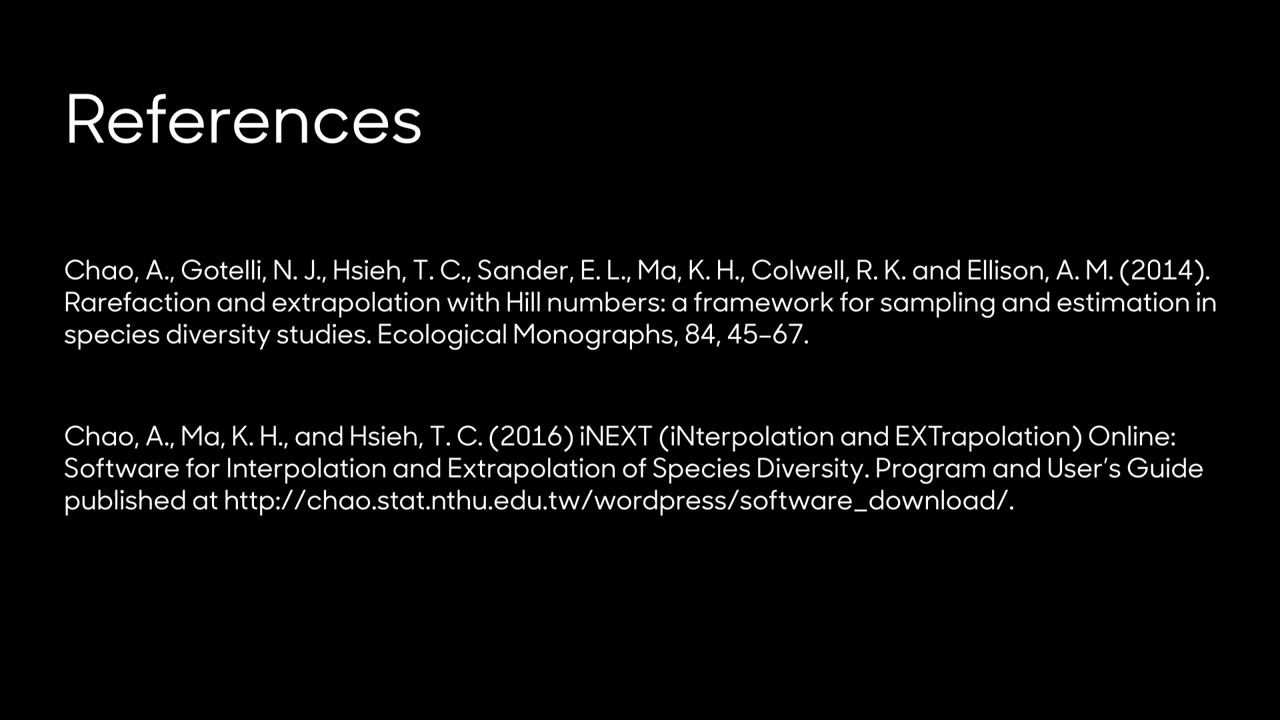 References
Chao, A., Gotelli, N. J., Hsieh, T. C., Sander, E. L., Ma, K. H., Colwell, R. K. and Ellison, A. M. (2014).
Rarefaction and extrapolation with Hill numbers: a framework for sampling and estimation in
species diversity studies. Ecological Monographs, 84, 45–67.
Chao, A., Ma, K. H., and Hsieh, T. C. (2016) iNEXT (iNterpolation and EXTrapolation) Online:
Software for Interpolation and Extrapolation of Species Diversity. Program and User’s Guide
published at http://chao.stat.nthu.edu.tw/wordpress/software_download/.